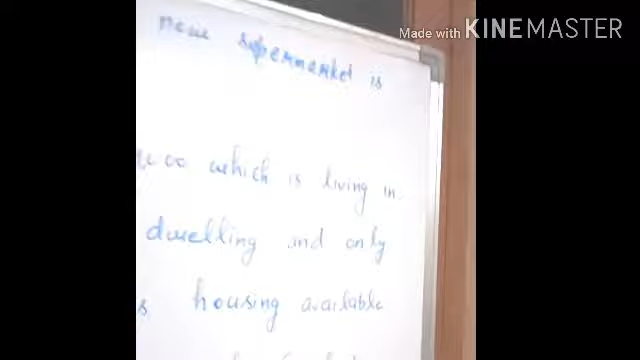 Made with KINEMASTER
new supermarket is
which is living in
dwelling and only
housing available